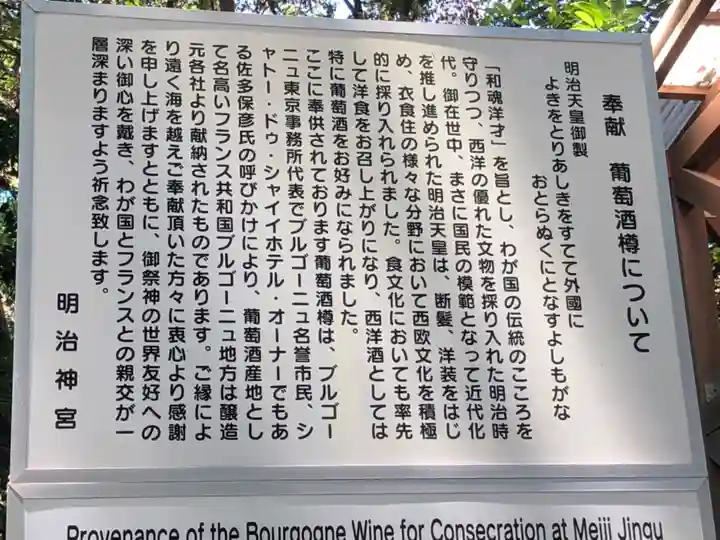 奉献　葡萄酒樽について
明治天皇御製
よきをとりあしきをすてて外國に
おとらぬくにとなすよしもがな
「和魂洋才」を旨とし、わが国の伝統のこころを
守りつつ、西洋の優れた文物を採り入れた明治時
代。御在世中、まさに国民の模範となって近代化
を推し進められた明治天皇は、断髪、洋装をはじ
め、衣食住の様々な分野において西欧文化を積極
的に採り入れられました。食文化においても率先
して洋食をお召し上がりになり、西洋酒としては
特に葡萄酒をお好みになられました。
ここに奉供されております葡萄酒樽は、ブルゴー
ニュ東京事務所代表でブルゴーニュ名誉市民、シ
ャトー・ドゥ・シャイイホテル・オーナーでもあ
る佐多保彦氏の呼びかけにより、葡萄酒産地とし
て名高いフランス共和国ブルゴーニュ地方は醸造
元各社より献納されたものであります。ご縁によ
り遠く海を越えご奉献頂いた方々に衷心より感謝
を申し上げますとともに、御祭神の世界友好への
深い御心を戴き、わが国とフランスとの親交が一
層深まりますよう祈念致します。
明治神宮
Provenance of the Bourgogne Wine for Consecration at Meiji Jingu